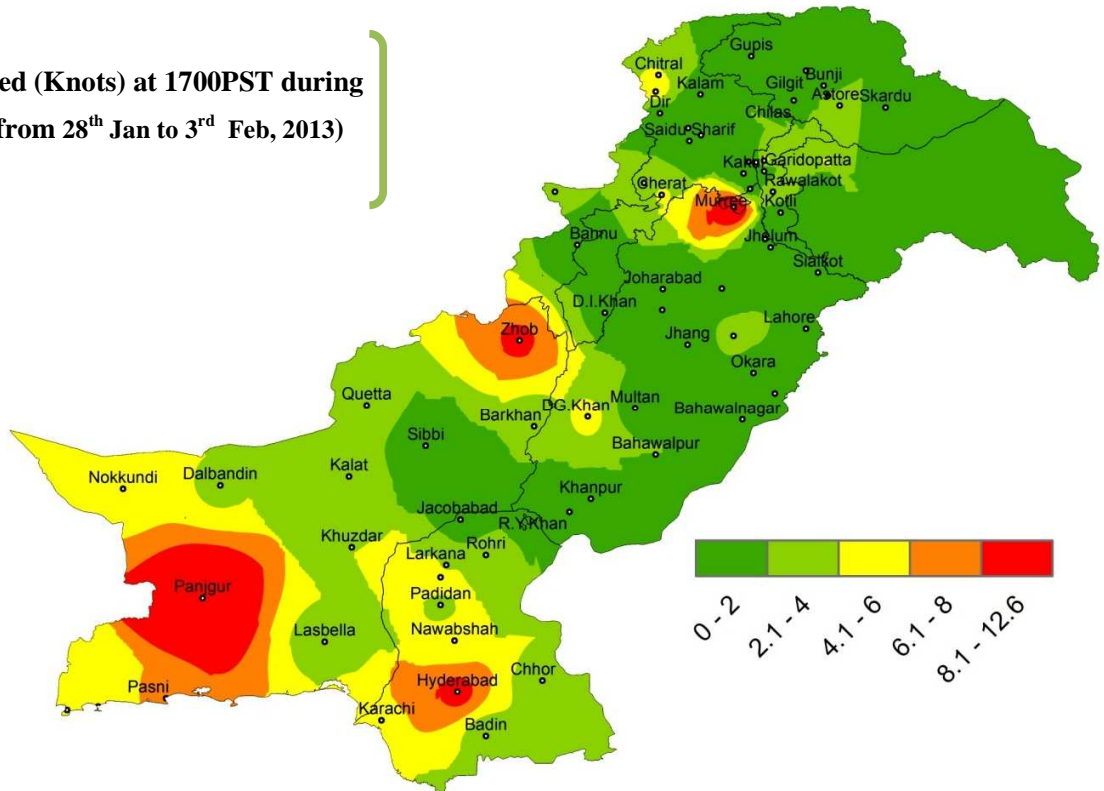 ed (Knots) at 1700PST during
from 28th Jan to 3rd Feb, 2013)
Gupis
Chitral
Bunji
Gilgit
Kalam
Astore
Skardu
Dir
Chilas
Saidu Sharif
Garidopatta
Cherat
Rawalakot
Murree
Kotli
Bannu
Jhelum
Sialkot
Joharabad
D.I.Khan
Lahore
Zhob
Jhang
Okara
Quetta
Multan
DG.Khan
Barkhan
Bahawalnagar
Sibbi
Bahawalpur
Nokkundi
Dalbandin
Kalat
Khanpur
Jacobabad
R.Y.Khan
Khuzdar
Rohri
Larkana
Panjgur
Padidan
Lasbella
Nawabshah
Chhor
Hyderabad
Pasni
Karachi
Badin
0 - 2
2.1 - 4
4.1 - 6
6.1 - 8
8.1 - 12.6